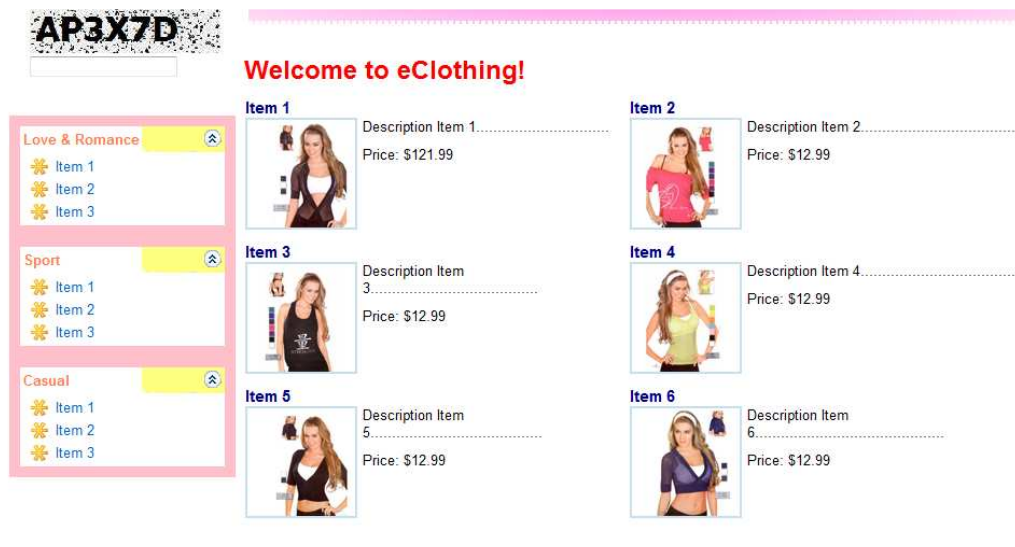 AP3X7D
Welcome to eClothing!
Love & Romance
Item 1
Item 2
Item 3
Sport
Item 1
Item 2
Item 3
Casual
Item 1
Item 2
Item 3
Item 1
Description Item 1..................................
Price: $121.99
Item 2
Description Item 2.......................................
Price: $12.99
Item 3
Description Item
3...........................................
Price: $12.99
量
Item 4
Description Item 4.......................................
Price: $12.99
Item 5
Description Item
5............................................
Price: $12.99
Item 6
Description Item
6................................................
Price: $12.99